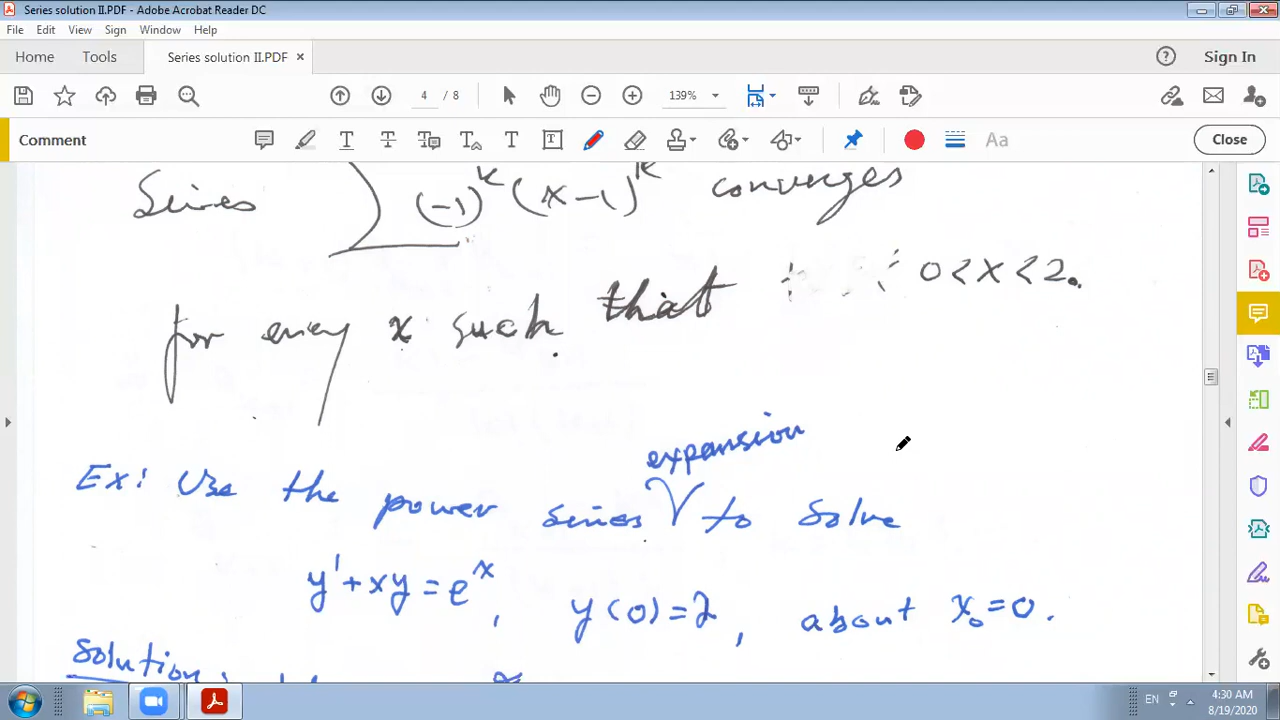 Series solution II.PDF - Adobe Acrobat Reader DC
File Edit View Sign Window Help
Home Tools Series solution II.PDF × Sign In
4 / 8 139%
Comment Close
Series ∑ (-1)^k (x-1)^k converges
for every x such that 0 < x < 2.
expansion
Ex: Use the power series to solve
y' + xy = e^x, y(0) = 2, about x₀ = 0.
Solution:
EN 4:30 AM
8/19/2020